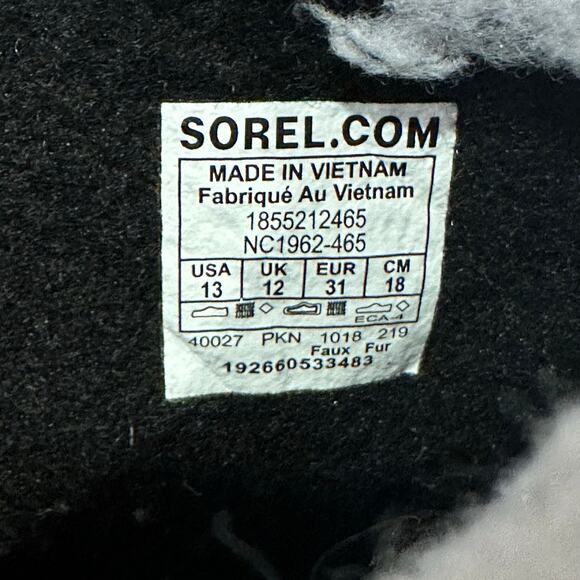 SOREL.COM
MADE IN VIETNAM
Fabriqué Au Vietnam
1855212465
NC1962-465
USA UK EUR CM
13 12 31 18
ECA-4
40027 PKN 1018 219
Faux Fur
192660533483